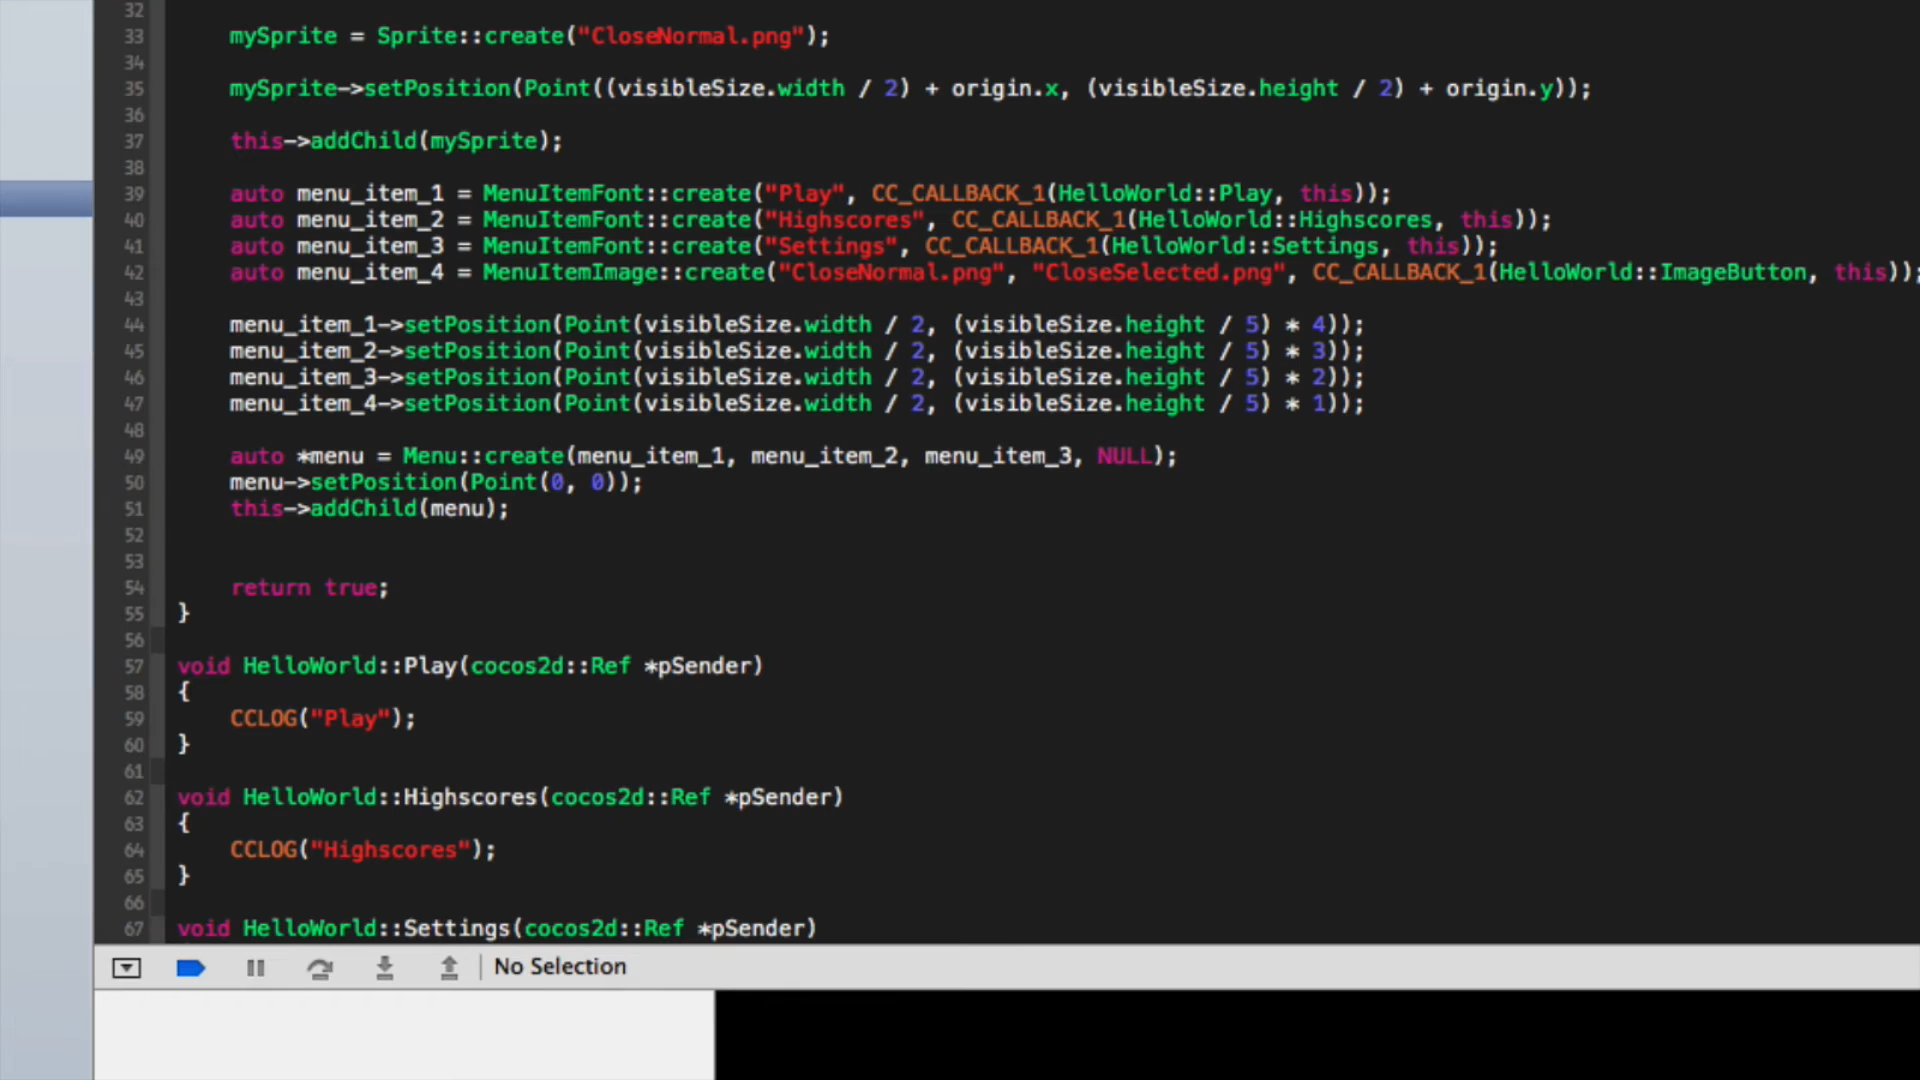 32
33 mySprite = Sprite::create("CloseNormal.png");
34
35 mySprite->setPosition(Point((visibleSize.width / 2) + origin.x, (visibleSize.height / 2) + origin.y));
36
37 this->addChild(mySprite);
38
39 auto menu_item_1 = MenuItemFont::create("Play", CC_CALLBACK_1(HelloWorld::Play, this));
40 auto menu_item_2 = MenuItemFont::create("Highscores", CC_CALLBACK_1(HelloWorld::Highscores, this));
41 auto menu_item_3 = MenuItemFont::create("Settings", CC_CALLBACK_1(HelloWorld::Settings, this));
42 auto menu_item_4 = MenuItemImage::create("CloseNormal.png", "CloseSelected.png", CC_CALLBACK_1(HelloWorld::ImageButton, this));
43
44 menu_item_1->setPosition(Point(visibleSize.width / 2, (visibleSize.height / 5) * 4));
45 menu_item_2->setPosition(Point(visibleSize.width / 2, (visibleSize.height / 5) * 3));
46 menu_item_3->setPosition(Point(visibleSize.width / 2, (visibleSize.height / 5) * 2));
47 menu_item_4->setPosition(Point(visibleSize.width / 2, (visibleSize.height / 5) * 1));
48
49 auto *menu = Menu::create(menu_item_1, menu_item_2, menu_item_3, NULL);
50 menu->setPosition(Point(0, 0));
51 this->addChild(menu);
52
53
54 return true;
55 }
56
57 void HelloWorld::Play(cocos2d::Ref *pSender)
58 {
59 CCLOG("Play");
60 }
61
62 void HelloWorld::Highscores(cocos2d::Ref *pSender)
63 {
64 CCLOG("Highscores");
65 }
66
67 void HelloWorld::Settings(cocos2d::Ref *pSender)
No Selection